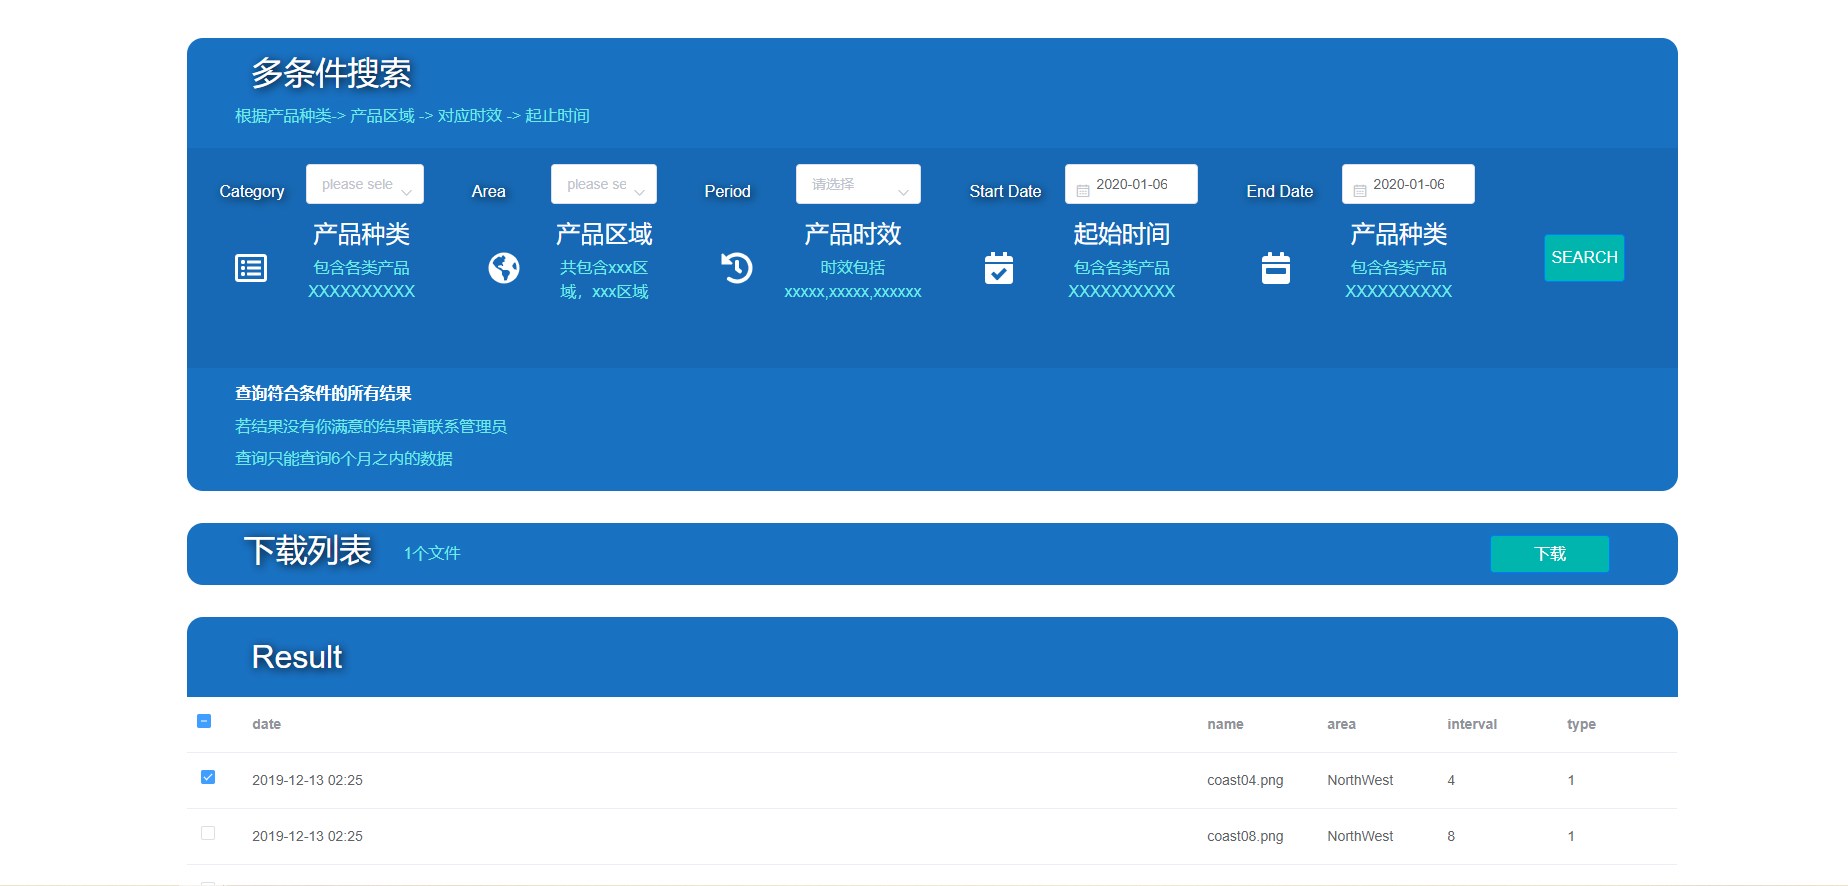 多条件搜索
根据产品种类-> 产品区域 -> 对应时效 -> 起止时间
Category
please sele
产品种类
包含各类产品
XXXXXXXXXX
Area
please se
产品区域
共包含xxx区
域，xxx区域
Period
请选择
产品时效
时效包括
xxxxx,xxxxx,xxxxxx
Start Date
2020-01-06
起始时间
包含各类产品
XXXXXXXXXX
End Date
2020-01-06
产品种类
包含各类产品
XXXXXXXXXX
SEARCH
查询符合条件的所有结果
若结果没有你满意的结果请联系管理员
查询只能查询6个月之内的数据
下载列表 1个文件 下载
Result
date name area interval type
2019-12-13 02:25 coast04.png NorthWest 4 1
2019-12-13 02:25 coast08.png NorthWest 8 1